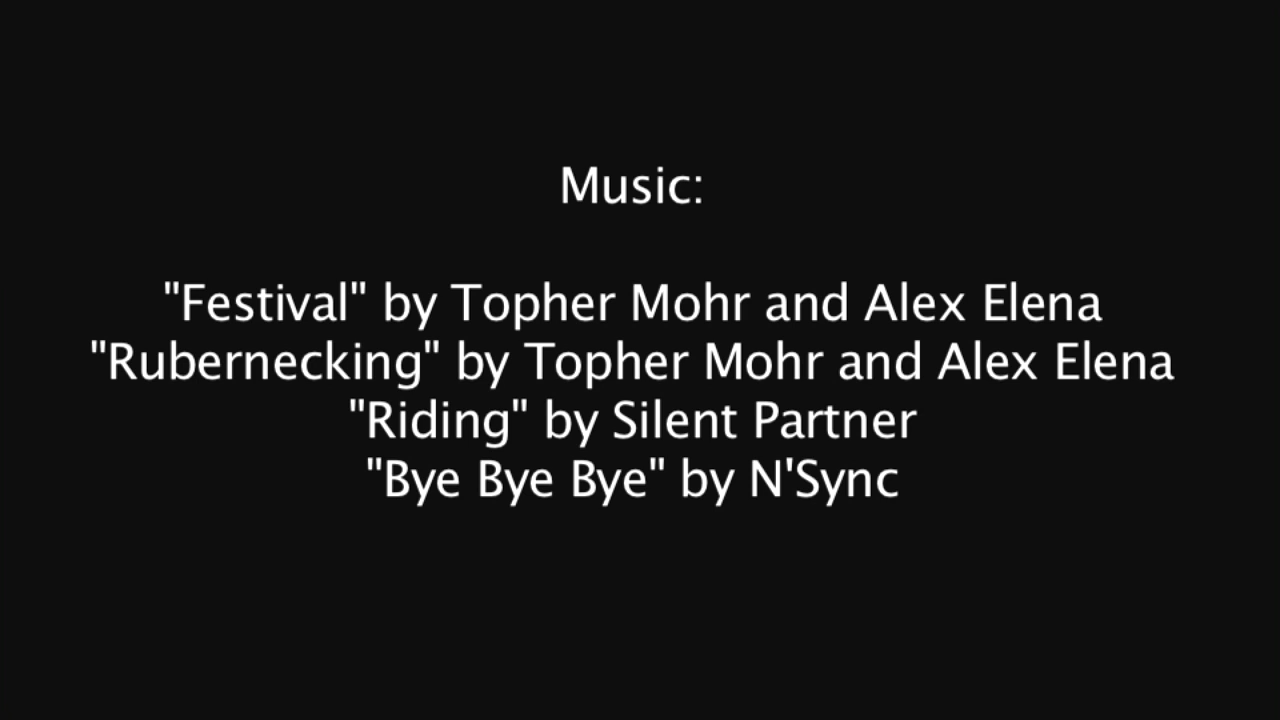 Music:
"Festival" by Topher Mohr and Alex Elena
"Rubernecking" by Topher Mohr and Alex Elena
"Riding" by Silent Partner
"Bye Bye Bye" by N'Sync